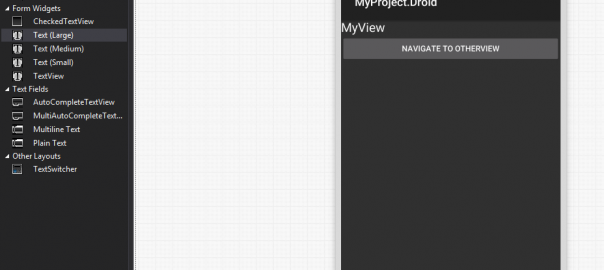 Form Widgets
CheckedTextView
Text (Large)
Text (Medium)
Text (Small)
TextView
Text Fields
AutoCompleteTextView
MultiAutoCompleteText...
Multiline Text
Plain Text
Other Layouts
TextSwitcher
MyProject.Droid
MyView
NAVIGATE TO OTHERVIEW